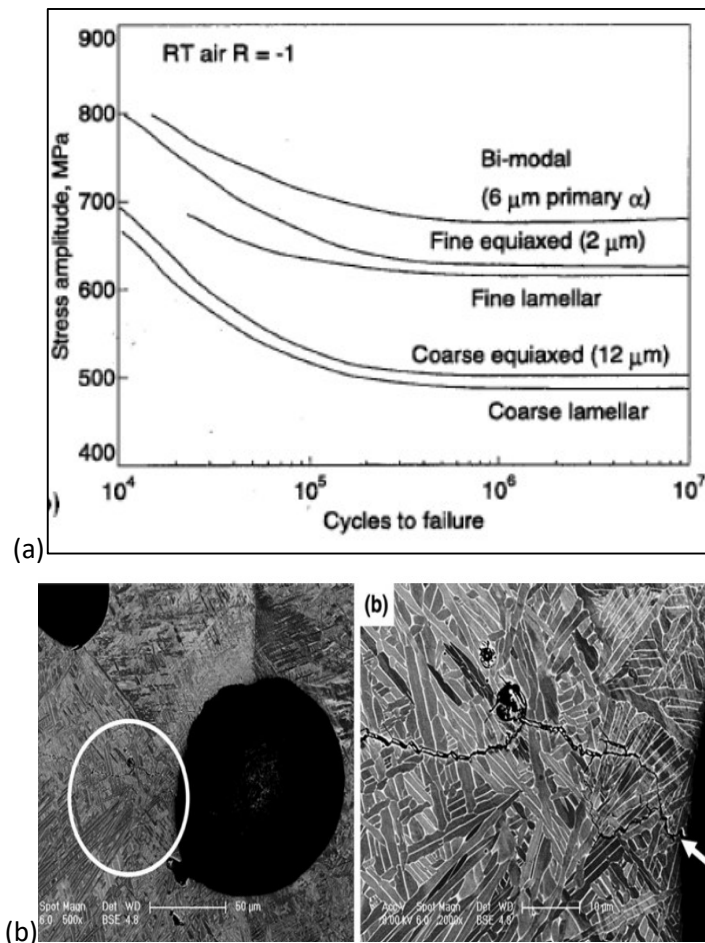 900
RT air R = -1
800
Bi-modal
700
(6 μm primary α)
Fine equiaxed (2 μm)
600
Fine lamellar
Coarse equiaxed (12 μm)
500
Coarse lamellar
400
Stress amplitude, MPa
10⁴
10⁵
10⁶
10⁷
Cycles to failure
(a)
(b)
Spot Magn Det WD
6.0 500x BSE 4.8 50 μm
Acc.V Spot Magn Det WD
6.0 2000x BSE 4.8 10 μm
(b)